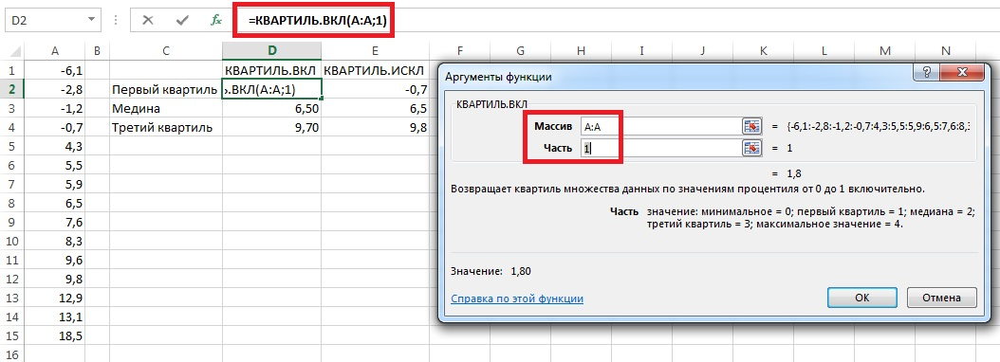 D2 fx =КВАРТИЛЬ.ВКЛ(A:A;1)
A B C D E F G H I J K L M N
1 -6,1 КВАРТИЛЬ.ВКЛ КВАРТИЛЬ.ИСКЛ
2 -2,8 Первый квартиль .ВКЛ(A:A;1) -0,7
3 -1,2 Медина 6,50 6,5
4 -0,7 Третий квартиль 9,70 9,8
5 4,3
6 5,5
7 5,9
8 6,5
9 7,6
10 8,3
11 9,6
12 9,8
13 12,9
14 13,1
15 18,5
16
Аргументы функции
КВАРТИЛЬ.ВКЛ
Массив A:A = {-6,1:-2,8:-1,2:-0,7:4,3:5,5:5,9:6,5:7,6:8,3
Часть 1 = 1
= 1,8
Возвращает квартиль множества данных по значениям процентиля от 0 до 1 включительно.
Часть значение: минимальное = 0; первый квартиль = 1; медиана = 2;
третий квартиль = 3; максимальное значение = 4.
Значение: 1,80
Справка по этой функции
ОК Отмена